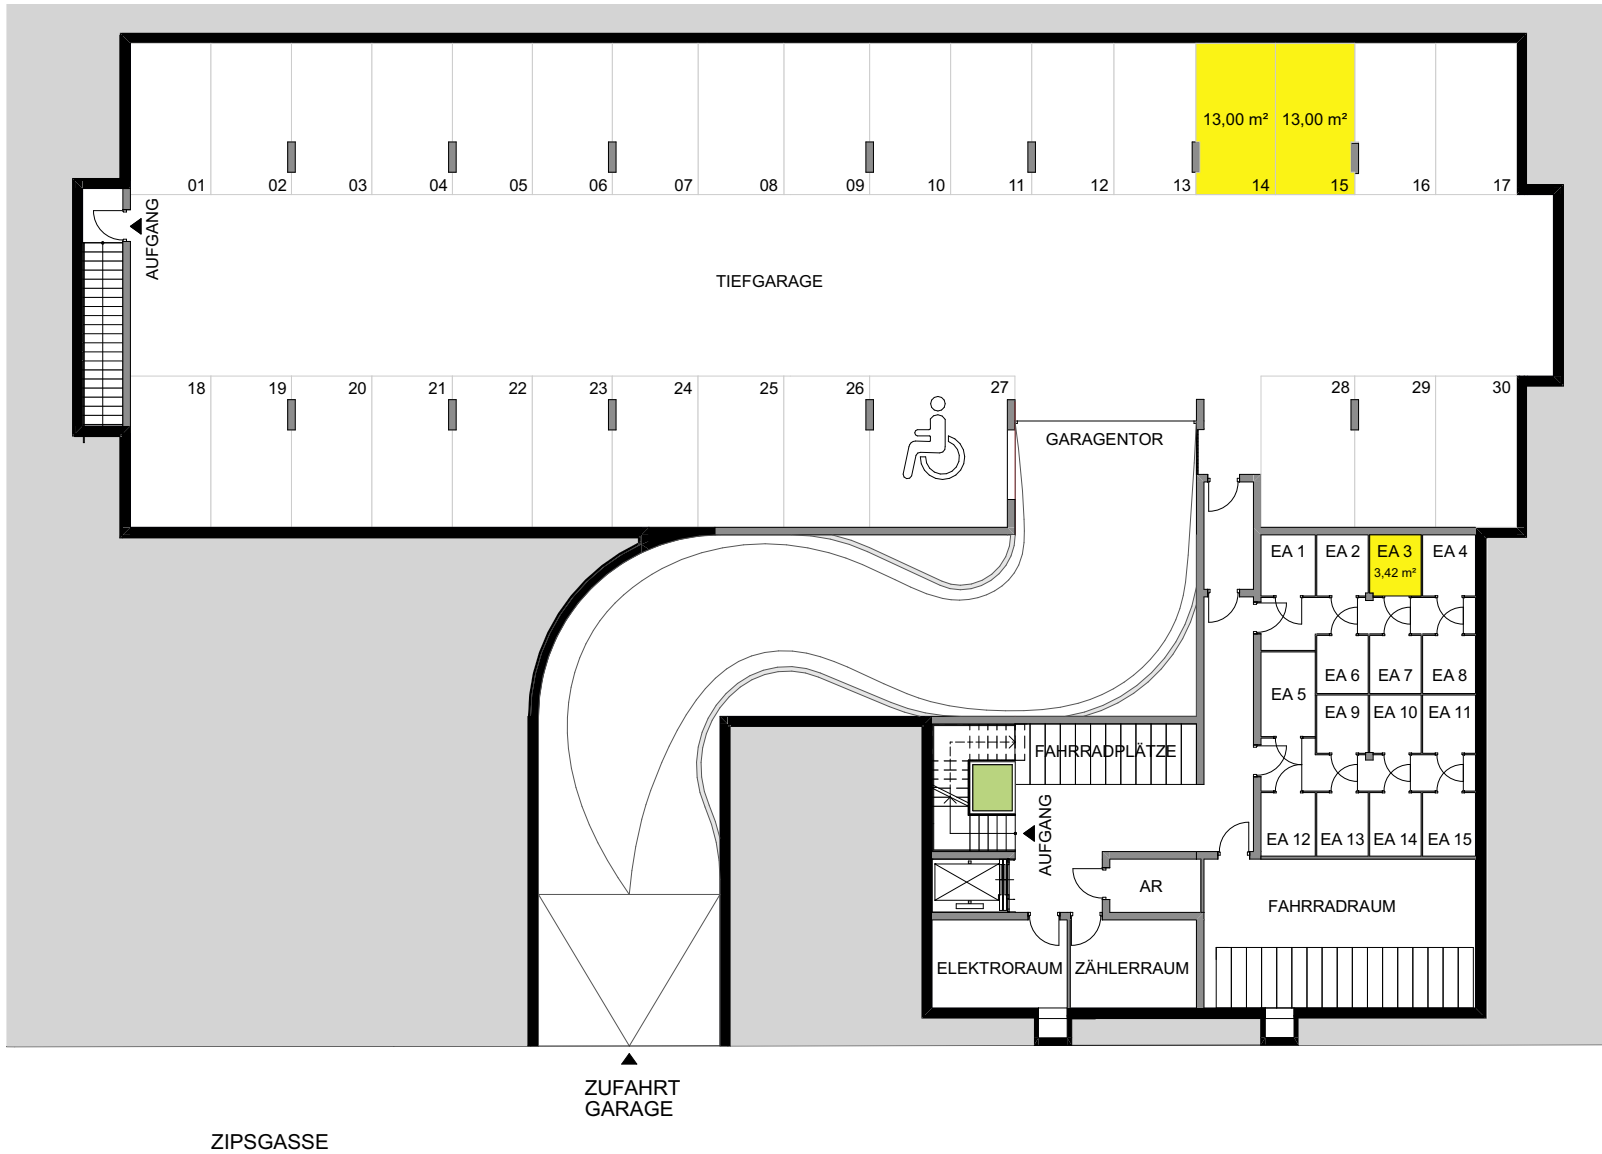 13,00 m² 13,00 m²
01 02 03 04 05 06 07 08 09 10 11 12 13 14 15 16 17
AUFGANG
TIEFGARAGE
18 19 20 21 22 23 24 25 26 27 28 29 30
GARAGENTOR
EA 1 EA 2 EA 3 EA 4
3,42 m²
EA 6 EA 7 EA 8
EA 5
EA 9 EA 10 EA 11
FAHRRADPLÄTZE
AUFGANG
EA 12 EA 13 EA 14 EA 15
AR
FAHRRADRAUM
ELEKTRORAUM ZÄHLERRAUM
ZUFAHRT
GARAGE
ZIPSGASSE